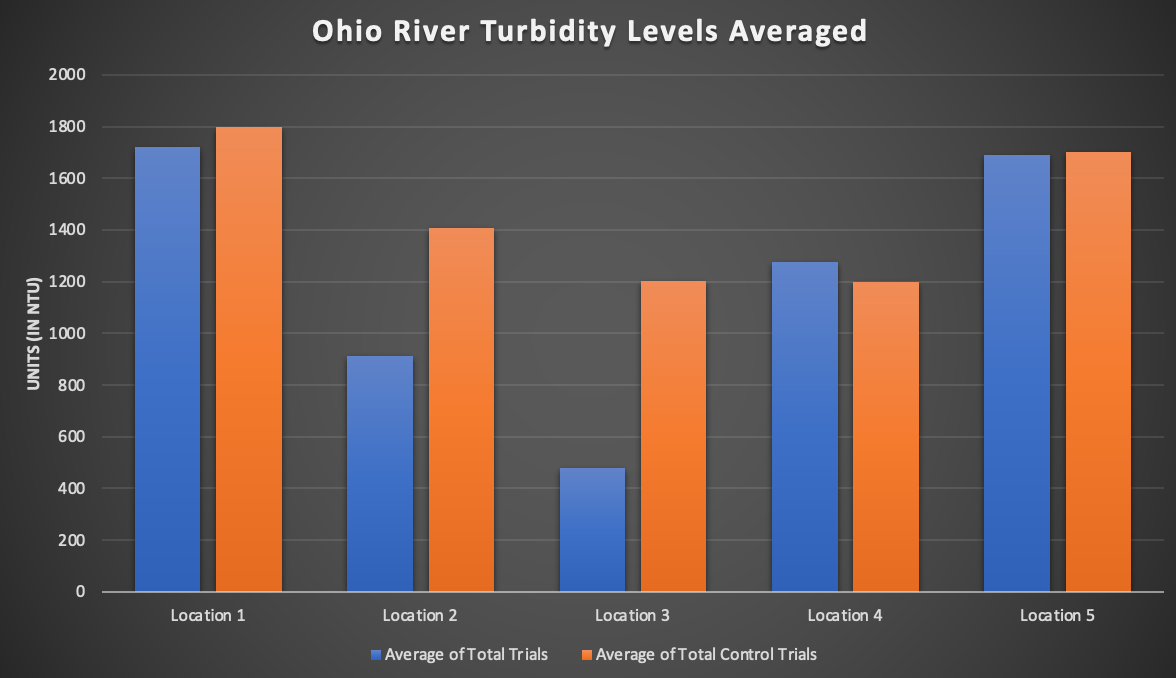 Ohio River Turbidity Levels Averaged
UNITS (IN NTU)
2000
1800
1600
1400
1200
1000
800
600
400
200
0
Location 1
Location 2
Location 3
Location 4
Location 5
Average of Total Trials
Average of Total Control Trials